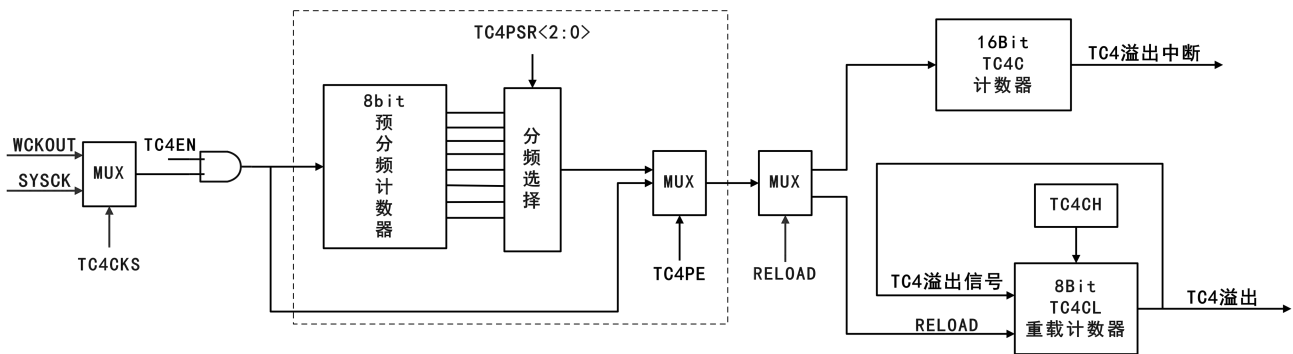 TC4PSR<2:0>
16Bit
TC4C
计数器
TC4溢出中断
8bit
预
分
频
计
数
器
分
频
选
择
WCKOUT
SYSCK
MUX
TC4EN
TC4CKS
MUX
TC4PE
MUX
RELOAD
TC4CH
TC4溢出信号
RELOAD
8Bit
TC4CL
重载计数器
TC4溢出